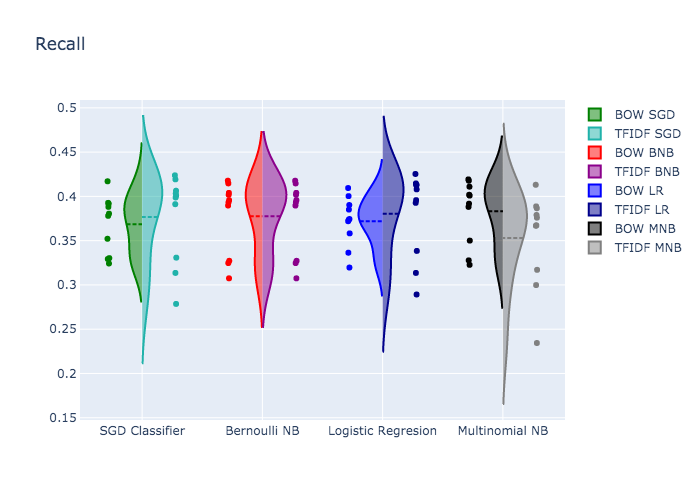 Recall
0.5
0.45
0.4
0.35
0.3
0.25
0.2
0.15
SGD Classifier
Bernoulli NB
Logistic Regresion
Multinomial NB
BOW SGD
TFIDF SGD
BOW BNB
TFIDF BNB
BOW LR
TFIDF LR
BOW MNB
TFIDF MNB